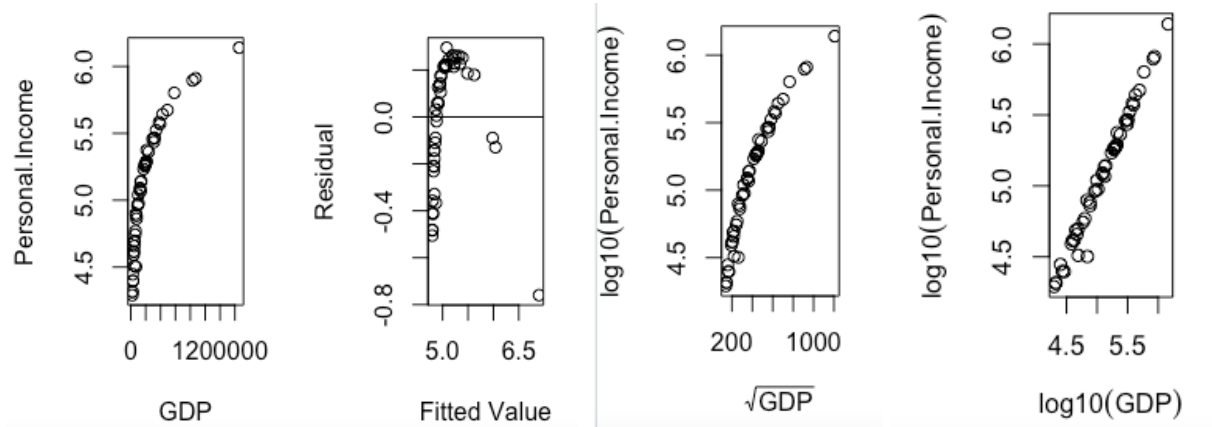 Personal.Income
6.0
5.5
5.0
4.5
0
1200000
GDP
Residual
0.0
-0.4
-0.8
5.0
6.5
Fitted Value
log10(Personal.Income)
6.0
5.5
5.0
4.5
200
1000
√GDP
log10(Personal.Income)
6.0
5.5
5.0
4.5
4.5
5.5
log10(GDP)